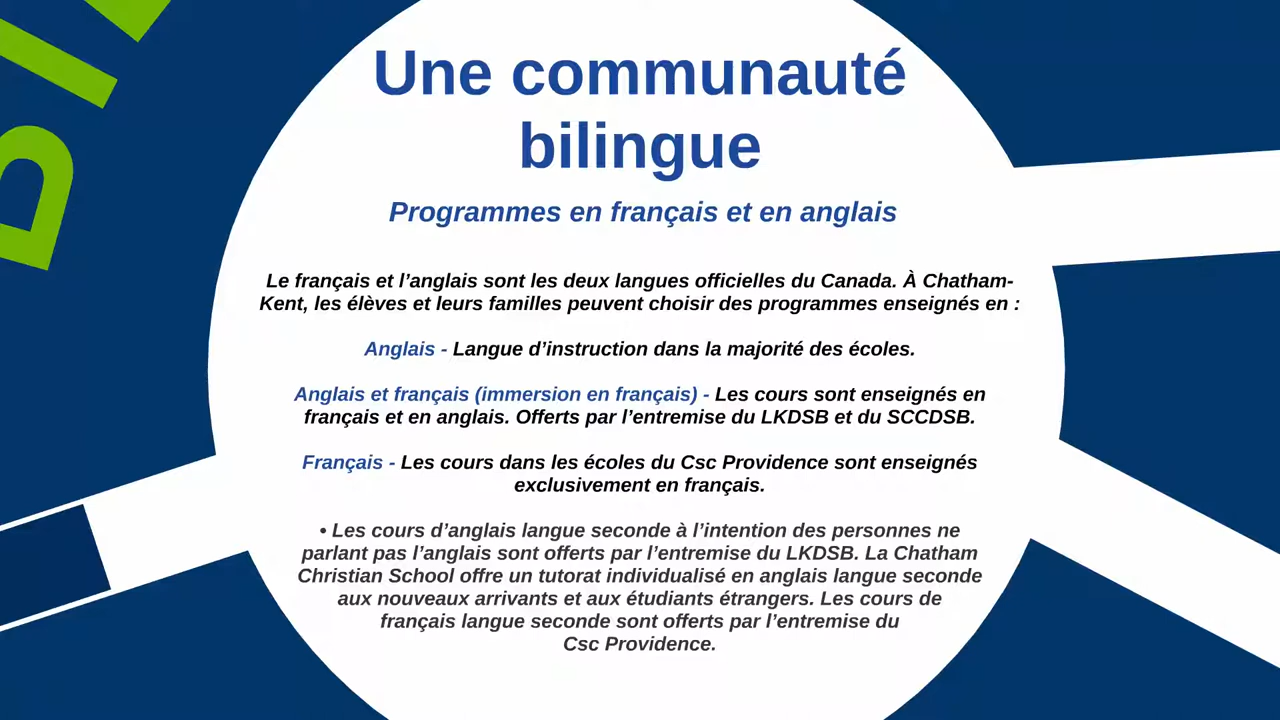 BIL
Une communauté
bilingue
Programmes en français et en anglais
Le français et l’anglais sont les deux langues officielles du Canada. À Chatham-
Kent, les élèves et leurs familles peuvent choisir des programmes enseignés en :
Anglais - Langue d’instruction dans la majorité des écoles.
Anglais et français (immersion en français) - Les cours sont enseignés en
français et en anglais. Offerts par l’entremise du LKDSB et du SCCDSB.
Français - Les cours dans les écoles du Csc Providence sont enseignés
exclusivement en français.
• Les cours d’anglais langue seconde à l’intention des personnes ne
parlant pas l’anglais sont offerts par l’entremise du LKDSB. La Chatham
Christian School offre un tutorat individualisé en anglais langue seconde
aux nouveaux arrivants et aux étudiants étrangers. Les cours de
français langue seconde sont offerts par l’entremise du
Csc Providence.